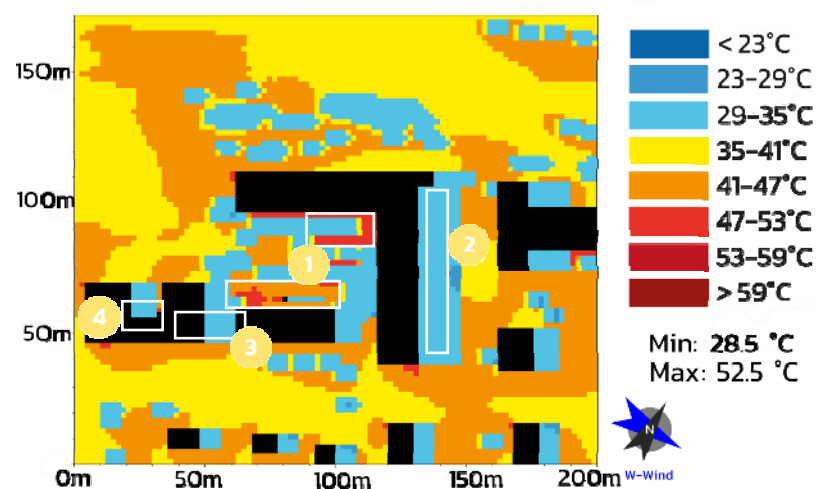 150m
100m
50m
0m
50m
100m
150m
200m
1
2
3
4
< 23°C
23-29°C
29-35°C
35-41°C
41-47°C
47-53°C
53-59°C
> 59°C
Min: 28.5 °C
Max: 52.5 °C
N
W-Wind